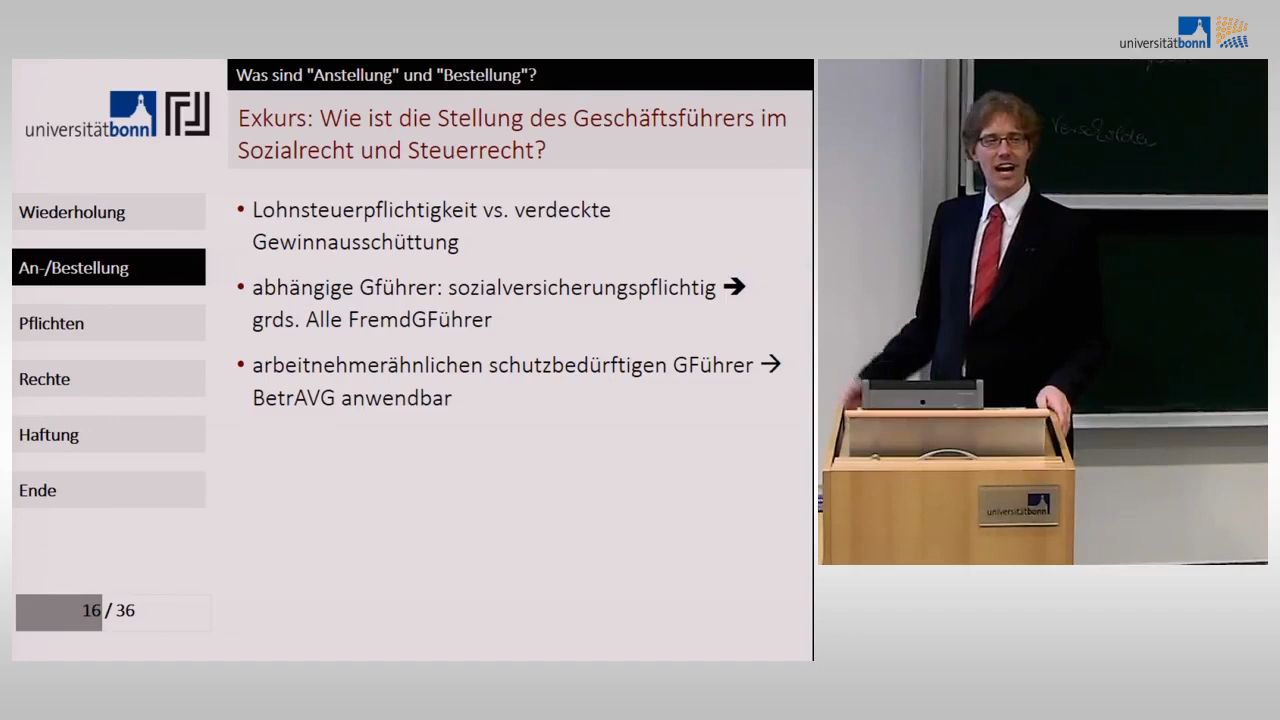 universitätbonn
Was sind "Anstellung" und "Bestellung"?
universitätbonn
Exkurs: Wie ist die Stellung des Geschäftsführers im
Sozialrecht und Steuerrecht?
Wiederholung
An-/Bestellung
Pflichten
Rechte
Haftung
Ende
16 / 36
• Lohnsteuerpflichtigkeit vs. verdeckte
Gewinnausschüttung
• abhängige Gführer: sozialversicherungspflichtig ➔
grds. Alle FremdGFührer
• arbeitnehmerähnlichen schutzbedürftigen GFührer →
BetrAVG anwendbar
Verschulden
universitätbonn